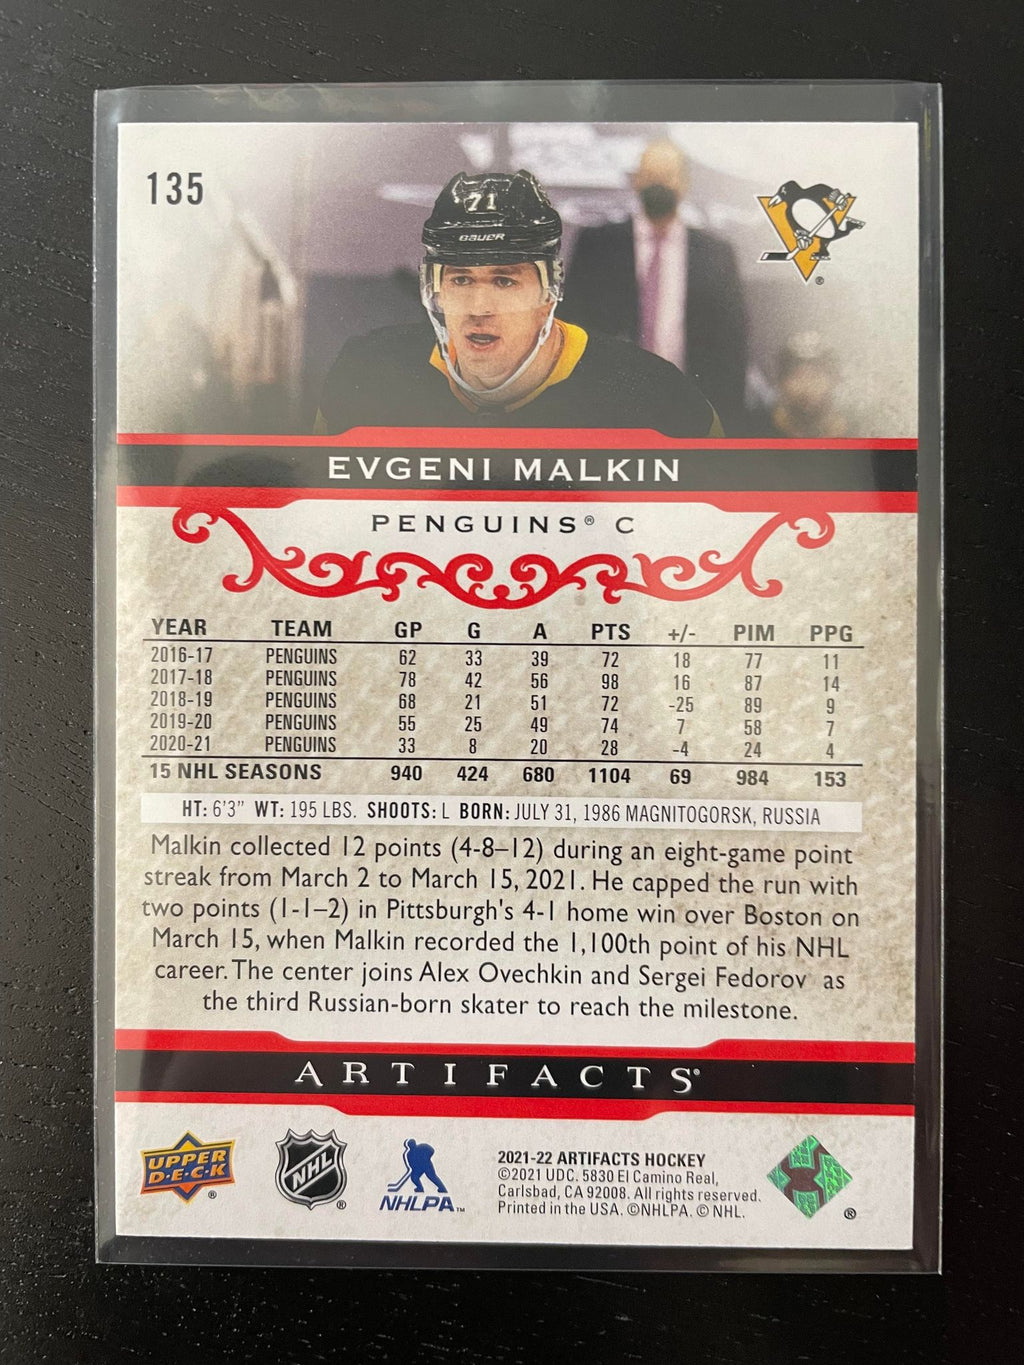 135
71
BAUER
EVGENI MALKIN
PENGUINS® C
YEAR TEAM GP G A PTS +/- PIM PPG
2016-17 PENGUINS 62 33 39 72 18 77 11
2017-18 PENGUINS 78 42 56 98 16 87 14
2018-19 PENGUINS 68 21 51 72 -25 89 9
2019-20 PENGUINS 55 25 49 74 7 58 7
2020-21 PENGUINS 33 8 20 28 -4 24 4
15 NHL SEASONS 940 424 680 1104 69 984 153
HT: 6'3" WT: 195 LBS. SHOOTS: L BORN: JULY 31, 1986 MAGNITOGORSK, RUSSIA
Malkin collected 12 points (4-8–12) during an eight-game point
streak from March 2 to March 15, 2021. He capped the run with
two points (1-1–2) in Pittsburgh's 4-1 home win over Boston on
March 15, when Malkin recorded the 1,100th point of his NHL
career. The center joins Alex Ovechkin and Sergei Fedorov as
the third Russian-born skater to reach the milestone.
ARTIFACTS®
UPPER
D·E·C·K
®
NHL
®
NHLPA™
2021-22 ARTIFACTS HOCKEY
©2021 UDC. 5830 El Camino Real,
Carlsbad, CA 92008. All rights reserved.
Printed in the USA. ©NHLPA. © NHL.
®